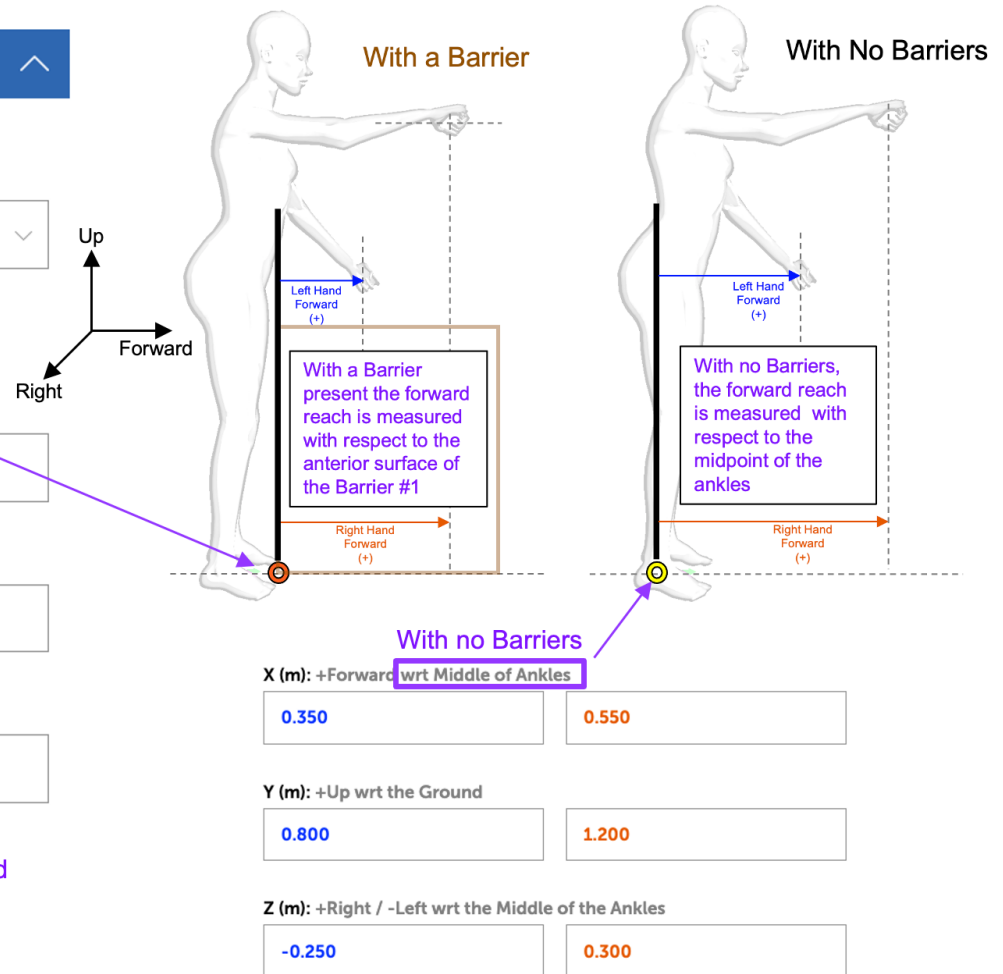 With a Barrier
With No Barriers
Up
Forward
Right
Left Hand
Forward
(+)
With a Barrier
present the forward
reach is measured
with respect to the
anterior surface of
the Barrier #1
Right Hand
Forward
(+)
Left Hand
Forward
(+)
With no Barriers,
the forward reach
is measured with
respect to the
midpoint of the
ankles
Right Hand
Forward
(+)
With no Barriers
X (m): +Forward wrt Middle of Ankles
0.350 0.550
Y (m): +Up wrt the Ground
0.800 1.200
d
Z (m): +Right / -Left wrt the Middle of the Ankles
-0.250 0.300